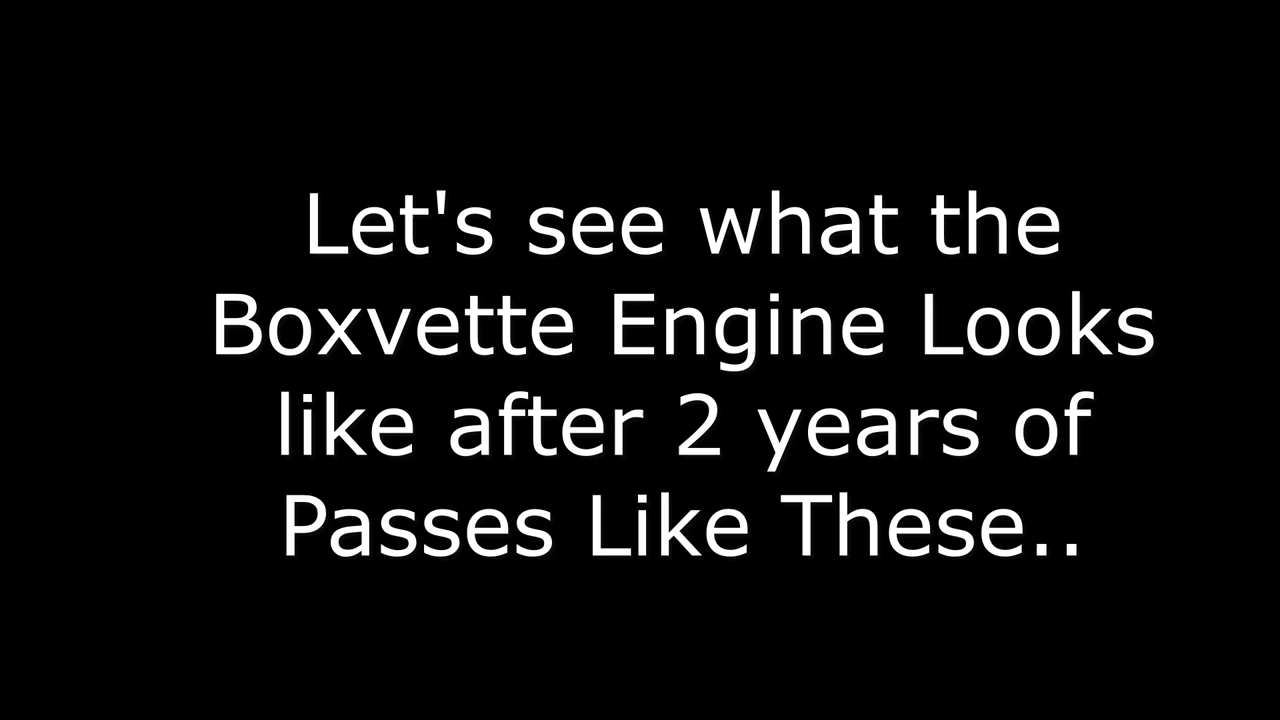 Let's see what the
Boxvette Engine Looks
like after 2 years of
Passes Like These..